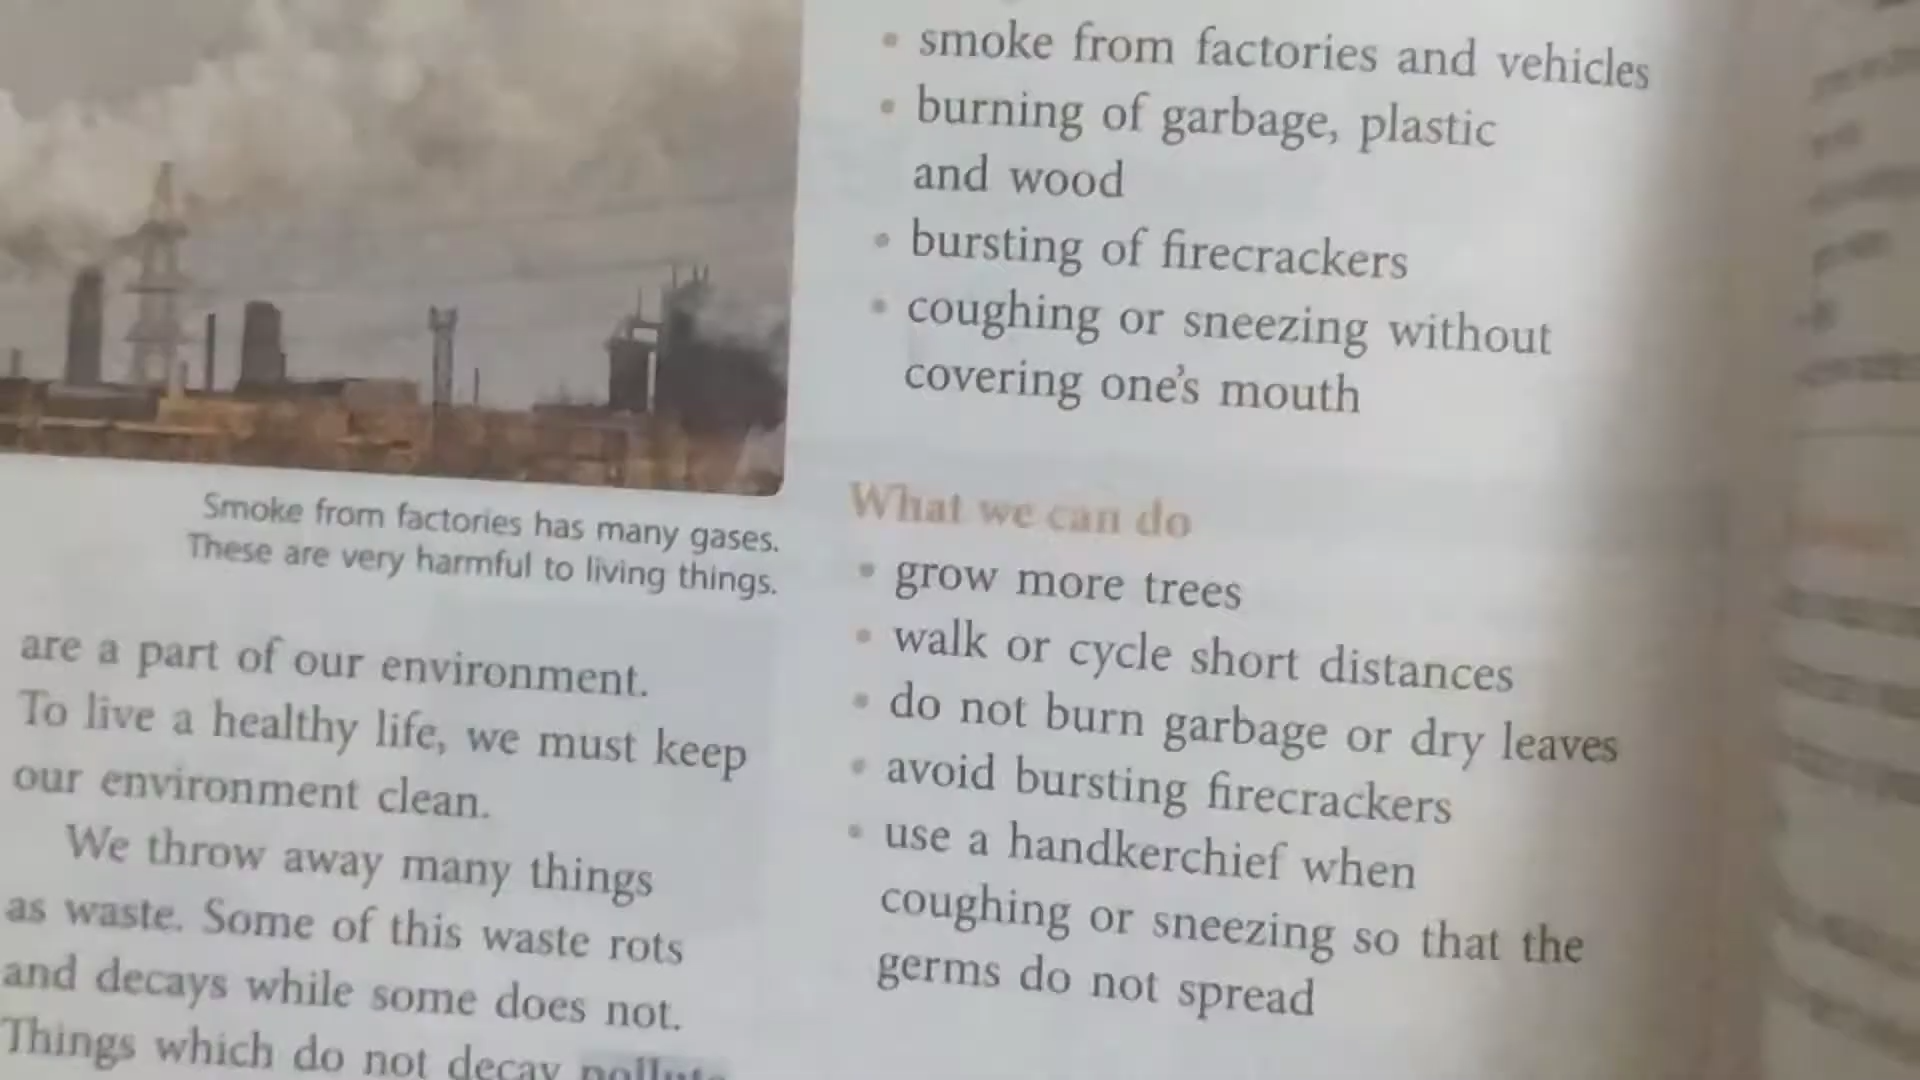 Smoke from factories has many gases.
These are very harmful to living things.
are a part of our environment.
To live a healthy life, we must keep
our environment clean.
We throw away many things
as waste. Some of this waste rots
and decays while some does not.
Things which do not decay pollute
• smoke from factories and vehicles
• burning of garbage, plastic
and wood
• bursting of firecrackers
• coughing or sneezing without
covering one's mouth
What we can do
• grow more trees
• walk or cycle short distances
• do not burn garbage or dry leaves
• avoid bursting firecrackers
• use a handkerchief when
coughing or sneezing so that the
germs do not spread